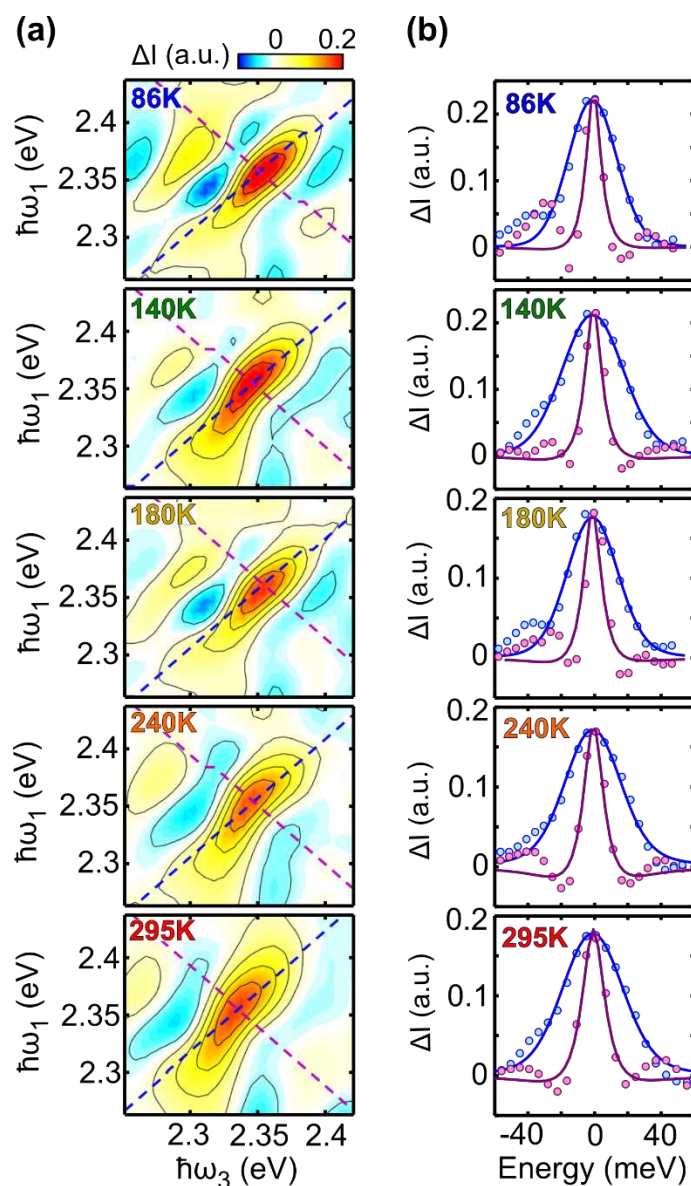 (a)
ΔI (a.u.) 0 0.2
86K
ħω1 (eV)
2.4
2.35
2.3
140K
ħω1 (eV)
2.4
2.35
2.3
180K
ħω1 (eV)
2.4
2.35
2.3
240K
ħω1 (eV)
2.4
2.35
2.3
295K
ħω1 (eV)
2.4
2.35
2.3
2.3 2.35 2.4
ħω3 (eV)
(b)
86K
ΔI (a.u.)
0.2
0.1
0
140K
ΔI (a.u.)
0.2
0.1
0
180K
ΔI (a.u.)
0.2
0.1
0
240K
ΔI (a.u.)
0.2
0.1
0
295K
ΔI (a.u.)
0.2
0.1
0
-40 0 40
Energy (meV)